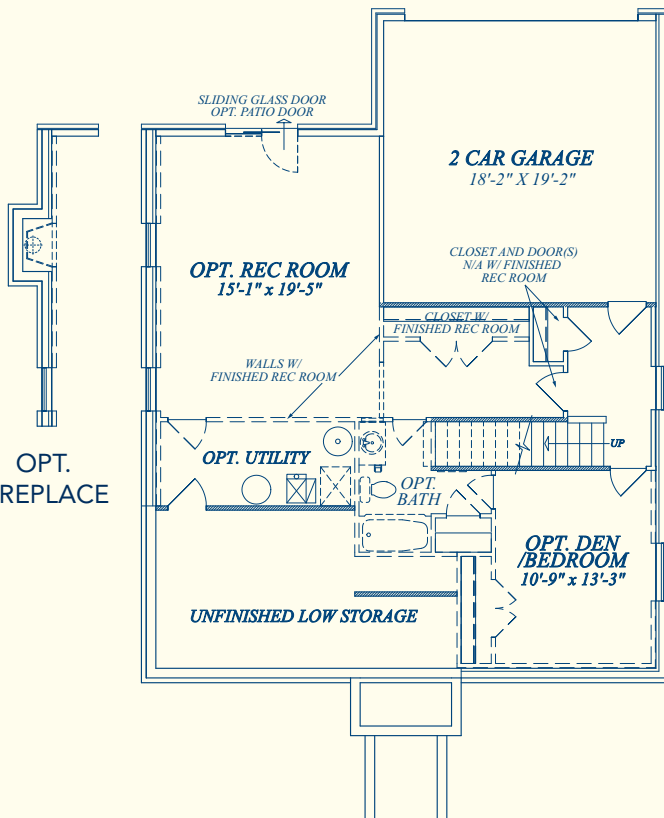 SLIDING GLASS DOOR
OPT. PATIO DOOR
2 CAR GARAGE
18'-2" X 19'-2"
CLOSET AND DOOR(S)
N/A W/ FINISHED
REC ROOM
OPT. REC ROOM
15'-1" x 19'-5"
CLOSET W/
FINISHED REC ROOM
WALLS W/
FINISHED REC ROOM
UP
OPT.
REPLACE
OPT. UTILITY
OPT.
BATH
OPT. DEN
/BEDROOM
10'-9" x 13'-3"
UNFINISHED LOW STORAGE